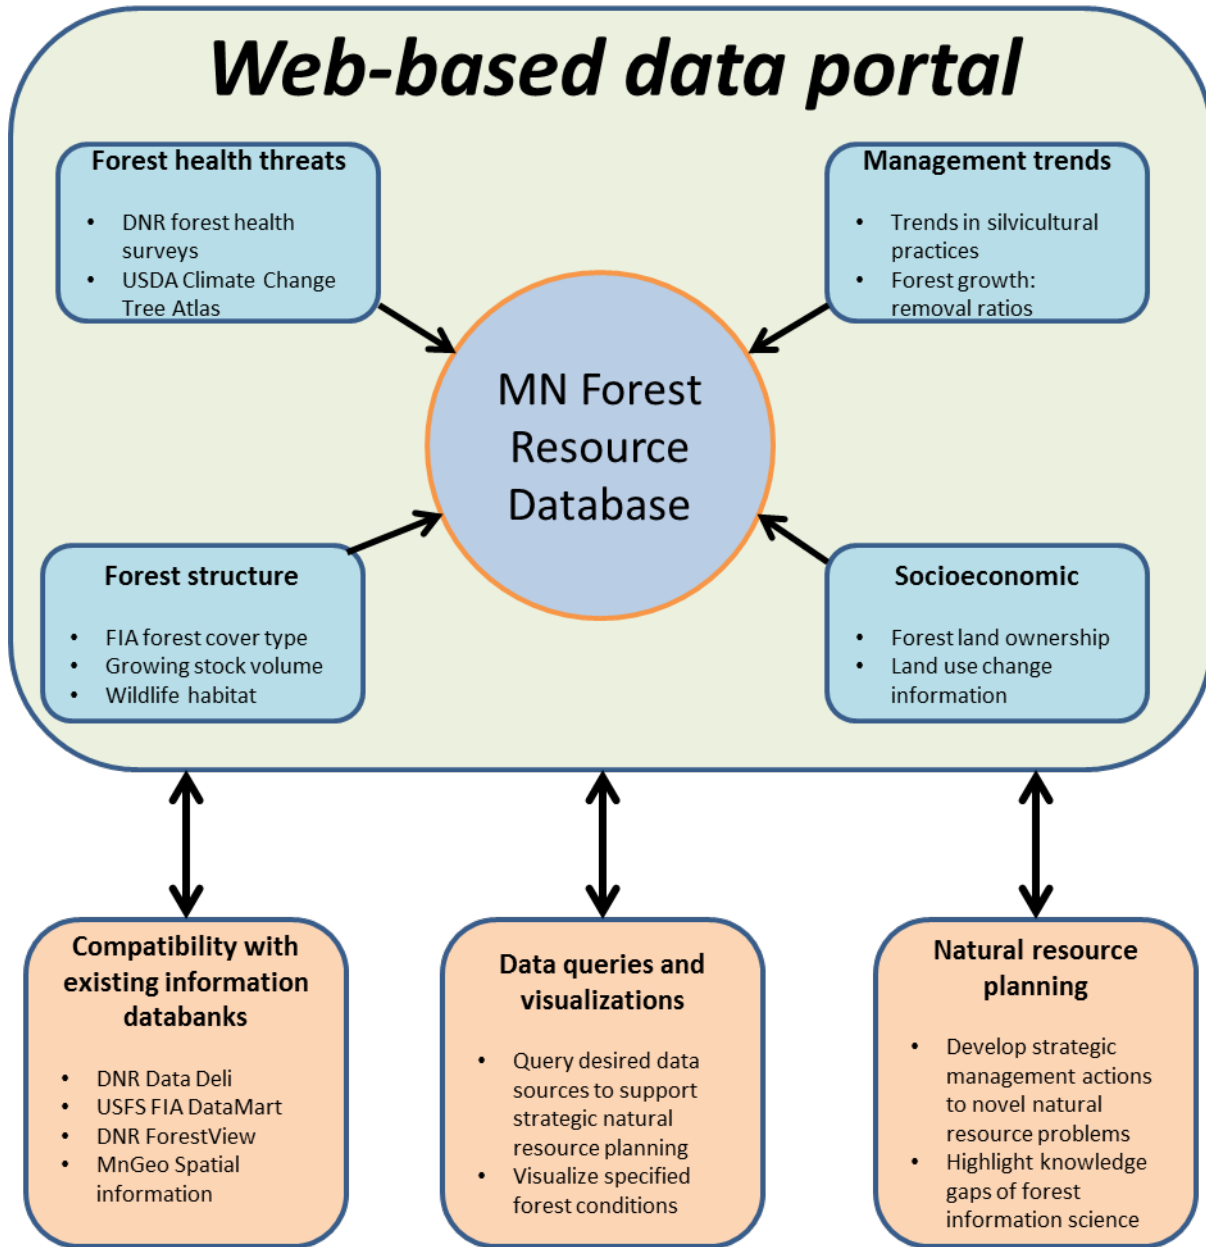 Web-based data portal
Forest health threats
• DNR forest health
surveys
• USDA Climate Change
Tree Atlas
Management trends
• Trends in silvicultural
practices
• Forest growth:
removal ratios
MN Forest
Resource
Database
Forest structure
• FIA forest cover type
• Growing stock volume
• Wildlife habitat
Socioeconomic
• Forest land ownership
• Land use change
information
Compatibility with
existing information
databanks
• DNR Data Deli
• USFS FIA DataMart
• DNR ForestView
• MnGeo Spatial
information
Data queries and
visualizations
• Query desired data
sources to support
strategic natural
resource planning
• Visualize specified
forest conditions
Natural resource
planning
• Develop strategic
management actions
to novel natural
resource problems
• Highlight knowledge
gaps of forest
information science